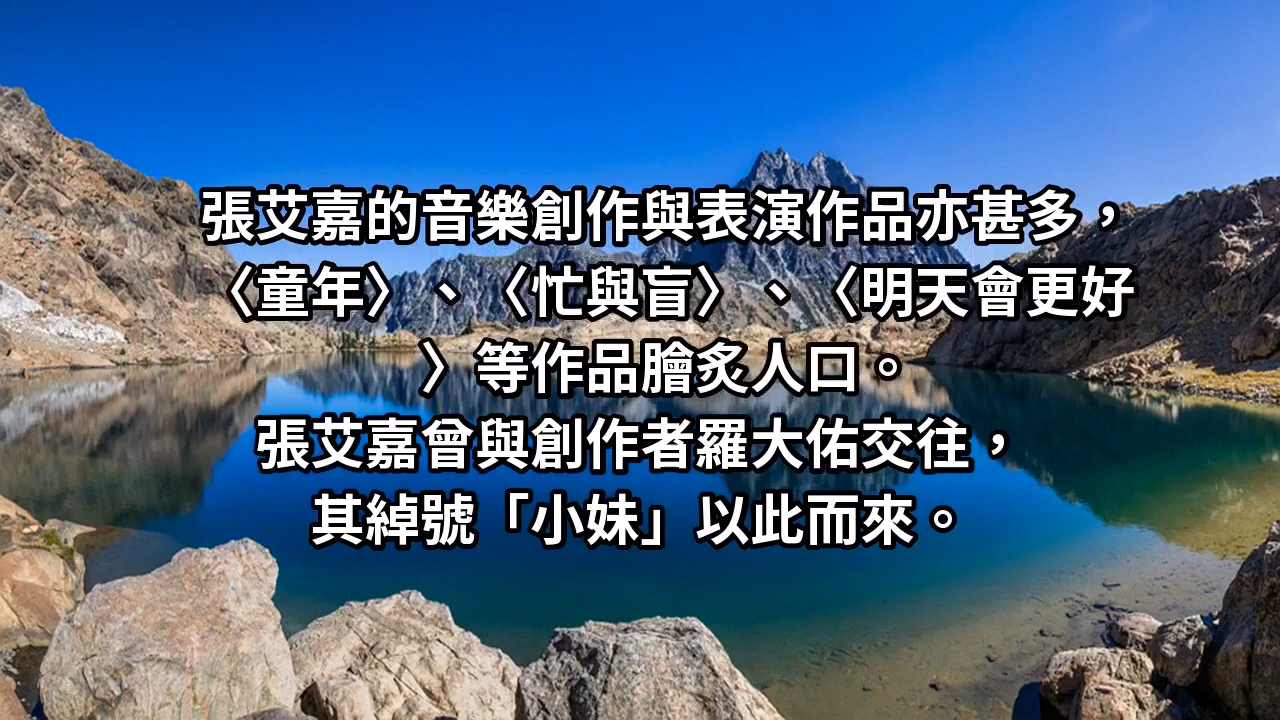 張艾嘉的音樂創作與表演作品亦甚多，
〈童年〉、〈忙與盲〉、〈明天會更好
〉等作品膾炙人口。
張艾嘉曾與創作者羅大佑交往，
其綽號「小妹」以此而來。